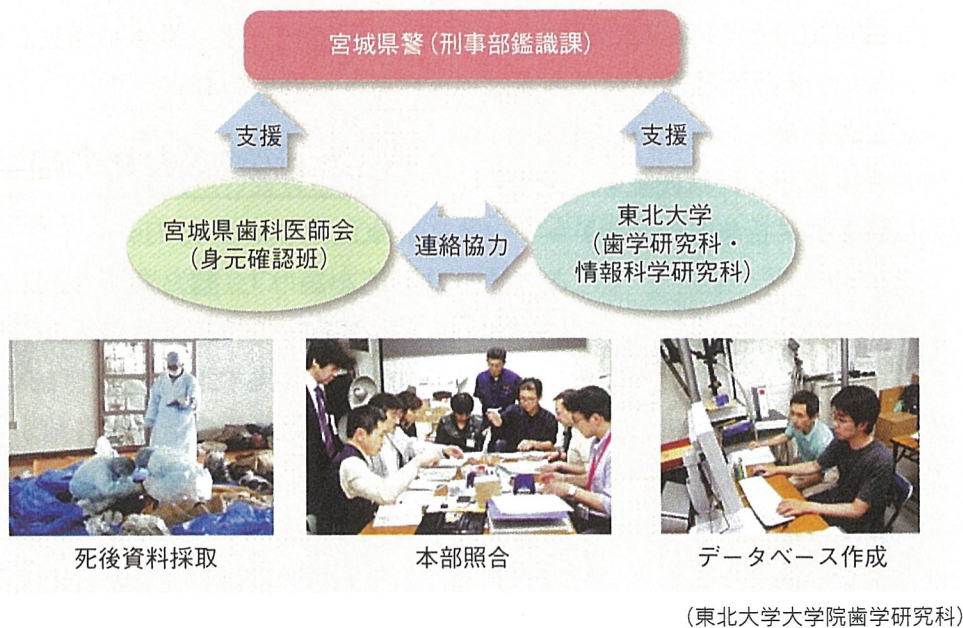 宮城県警（刑事部鑑識課）
支援
支援
宮城県歯科医師会
（身元確認班）
連絡協力
東北大学
（歯学研究科・
情報科学研究科）
死後資料採取
本部照合
データベース作成
（東北大学大学院歯学研究科）